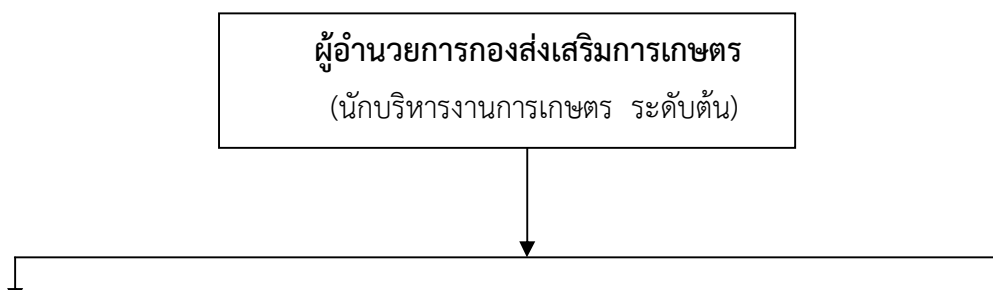 ผู้อำนวยการกองส่งเสริมการเกษตร
(นักบริหารงานการเกษตร ระดับต้น)